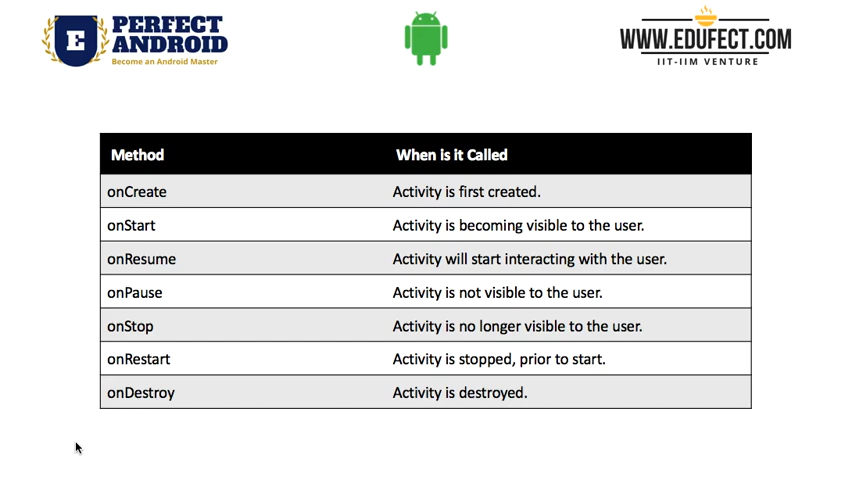 E
PERFECT
ANDROID
Become an Android Master
WWW.EDUFECT.COM
IIT-IIM VENTURE
Method When is it Called
onCreate Activity is first created.
onStart Activity is becoming visible to the user.
onResume Activity will start interacting with the user.
onPause Activity is not visible to the user.
onStop Activity is no longer visible to the user.
onRestart Activity is stopped, prior to start.
onDestroy Activity is destroyed.